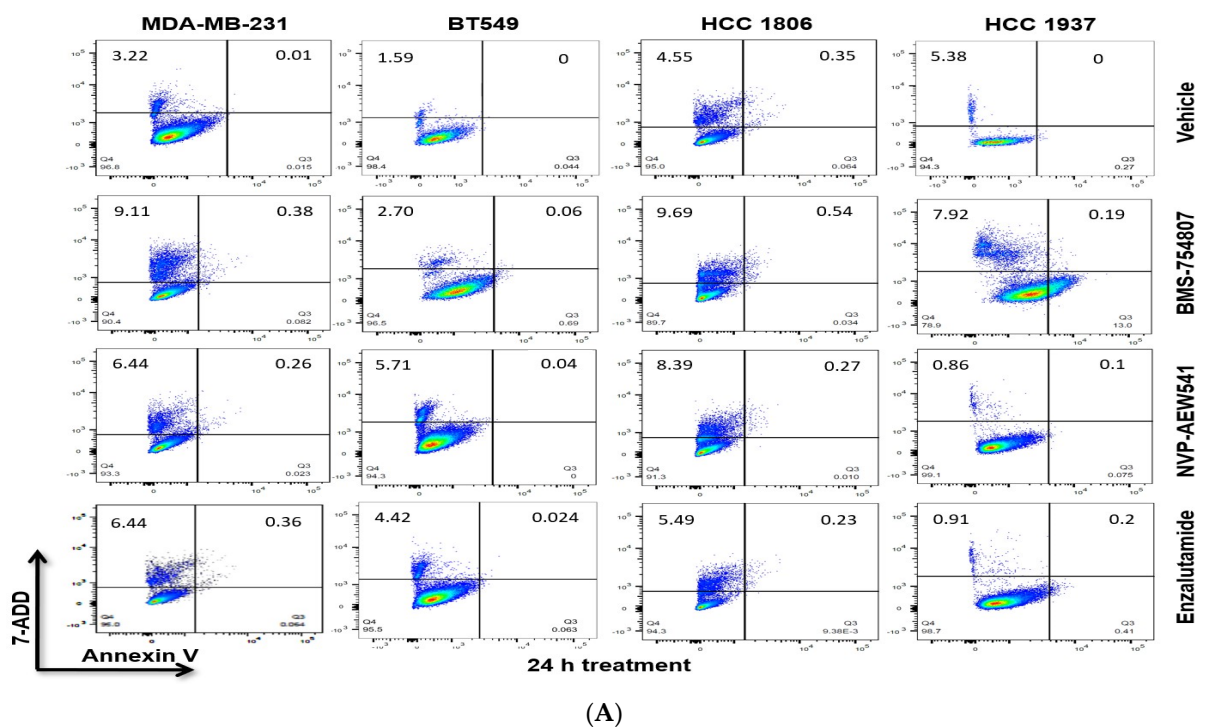 MDA-MB-231 BT549 HCC 1806 HCC 1937
3.22 0.01 1.59 0 4.55 0.35 5.38 0
Q4 Q3 Q4 Q3 Q4 Q3 Q4 Q3
96.8 0.015 98.4 0.044 95.0 0.064 94.3 0.27
Vehicle
9.11 0.38 2.70 0.06 9.69 0.54 7.92 0.19
Q4 Q3 Q4 Q3 Q4 Q3 Q4 Q3
90.4 0.082 96.5 0.69 89.7 0.034 78.9 13.0
BMS-754807
6.44 0.26 5.71 0.04 8.39 0.27 0.86 0.1
Q4 Q3 Q4 Q3 Q4 Q3 Q4 Q3
93.3 0.023 94.3 0 91.3 0.010 99.1 0.075
NVP-AEW541
6.44 0.36 4.42 0.024 5.49 0.23 0.91 0.2
Q4 Q3 Q4 Q3 Q4 Q3 Q4 Q3
95.5 0.063 94.3 9.38E-3 98.7 0.41
Enzalutamide
7-ADD
Annexin V
24 h treatment
(A)